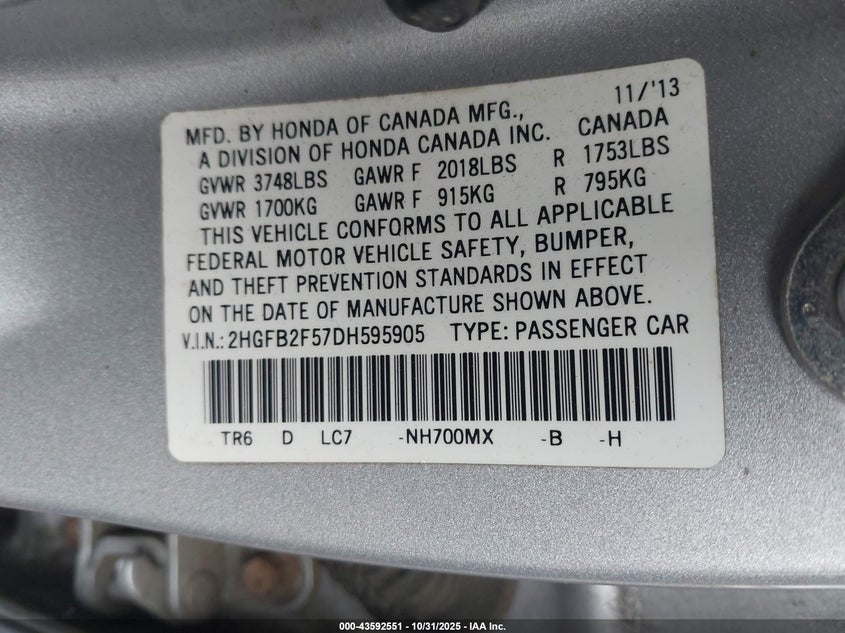 11/'13
MFD. BY HONDA OF CANADA MFG.,
A DIVISION OF HONDA CANADA INC. CANADA
GVWR 3748LBS GAWR F 2018LBS R 1753LBS
GVWR 1700KG GAWR F 915KG R 795KG
THIS VEHICLE CONFORMS TO ALL APPLICABLE
FEDERAL MOTOR VEHICLE SAFETY, BUMPER,
AND THEFT PREVENTION STANDARDS IN EFFECT
ON THE DATE OF MANUFACTURE SHOWN ABOVE.
V.I.N.: 2HGFB2F57DH595905 TYPE: PASSENGER CAR
TR6 D LC7 -NH700MX -B -H
000-43592551 - 10/31/2025 - IAA Inc.